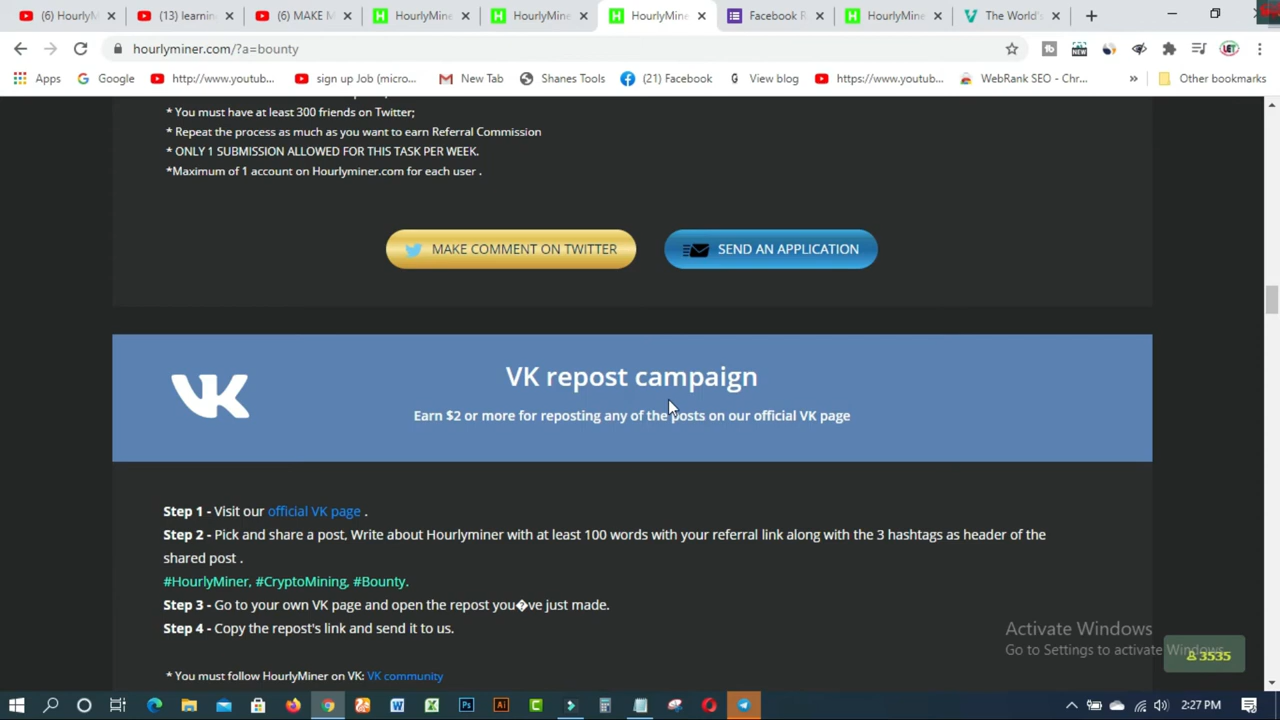 (6) HourlyM
(13) learnin
(6) MAKE M
HourlyMine
HourlyMine
HourlyMine
Facebook R
HourlyMine
The World's
hourlyminer.com/?a=bounty
Apps
Google
http://www.youtub...
sign up Job (micro...
New Tab
Shanes Tools
(21) Facebook
View blog
https://www.youtub...
WebRank SEO - Chr...
»
Other bookmarks
* You must have at least 300 friends on Twitter;
* Repeat the process as much as you want to earn Referral Commission
* ONLY 1 SUBMISSION ALLOWED FOR THIS TASK PER WEEK.
*Maximum of 1 account on Hourlyminer.com for each user .
MAKE COMMENT ON TWITTER
SEND AN APPLICATION
VK repost campaign
Earn $2 or more for reposting any of the posts on our official VK page
Step 1 - Visit our official VK page .
Step 2 - Pick and share a post, Write about Hourlyminer with at least 100 words with your referral link along with the 3 hashtags as header of the
shared post .
#HourlyMiner, #CryptoMining, #Bounty.
Step 3 - Go to your own VK page and open the repost you�ve just made.
Step 4 - Copy the repost's link and send it to us.
* You must follow HourlyMiner on VK: VK community
Activate Windows
Go to Settings to activate Windows.
3535
2:27 PM